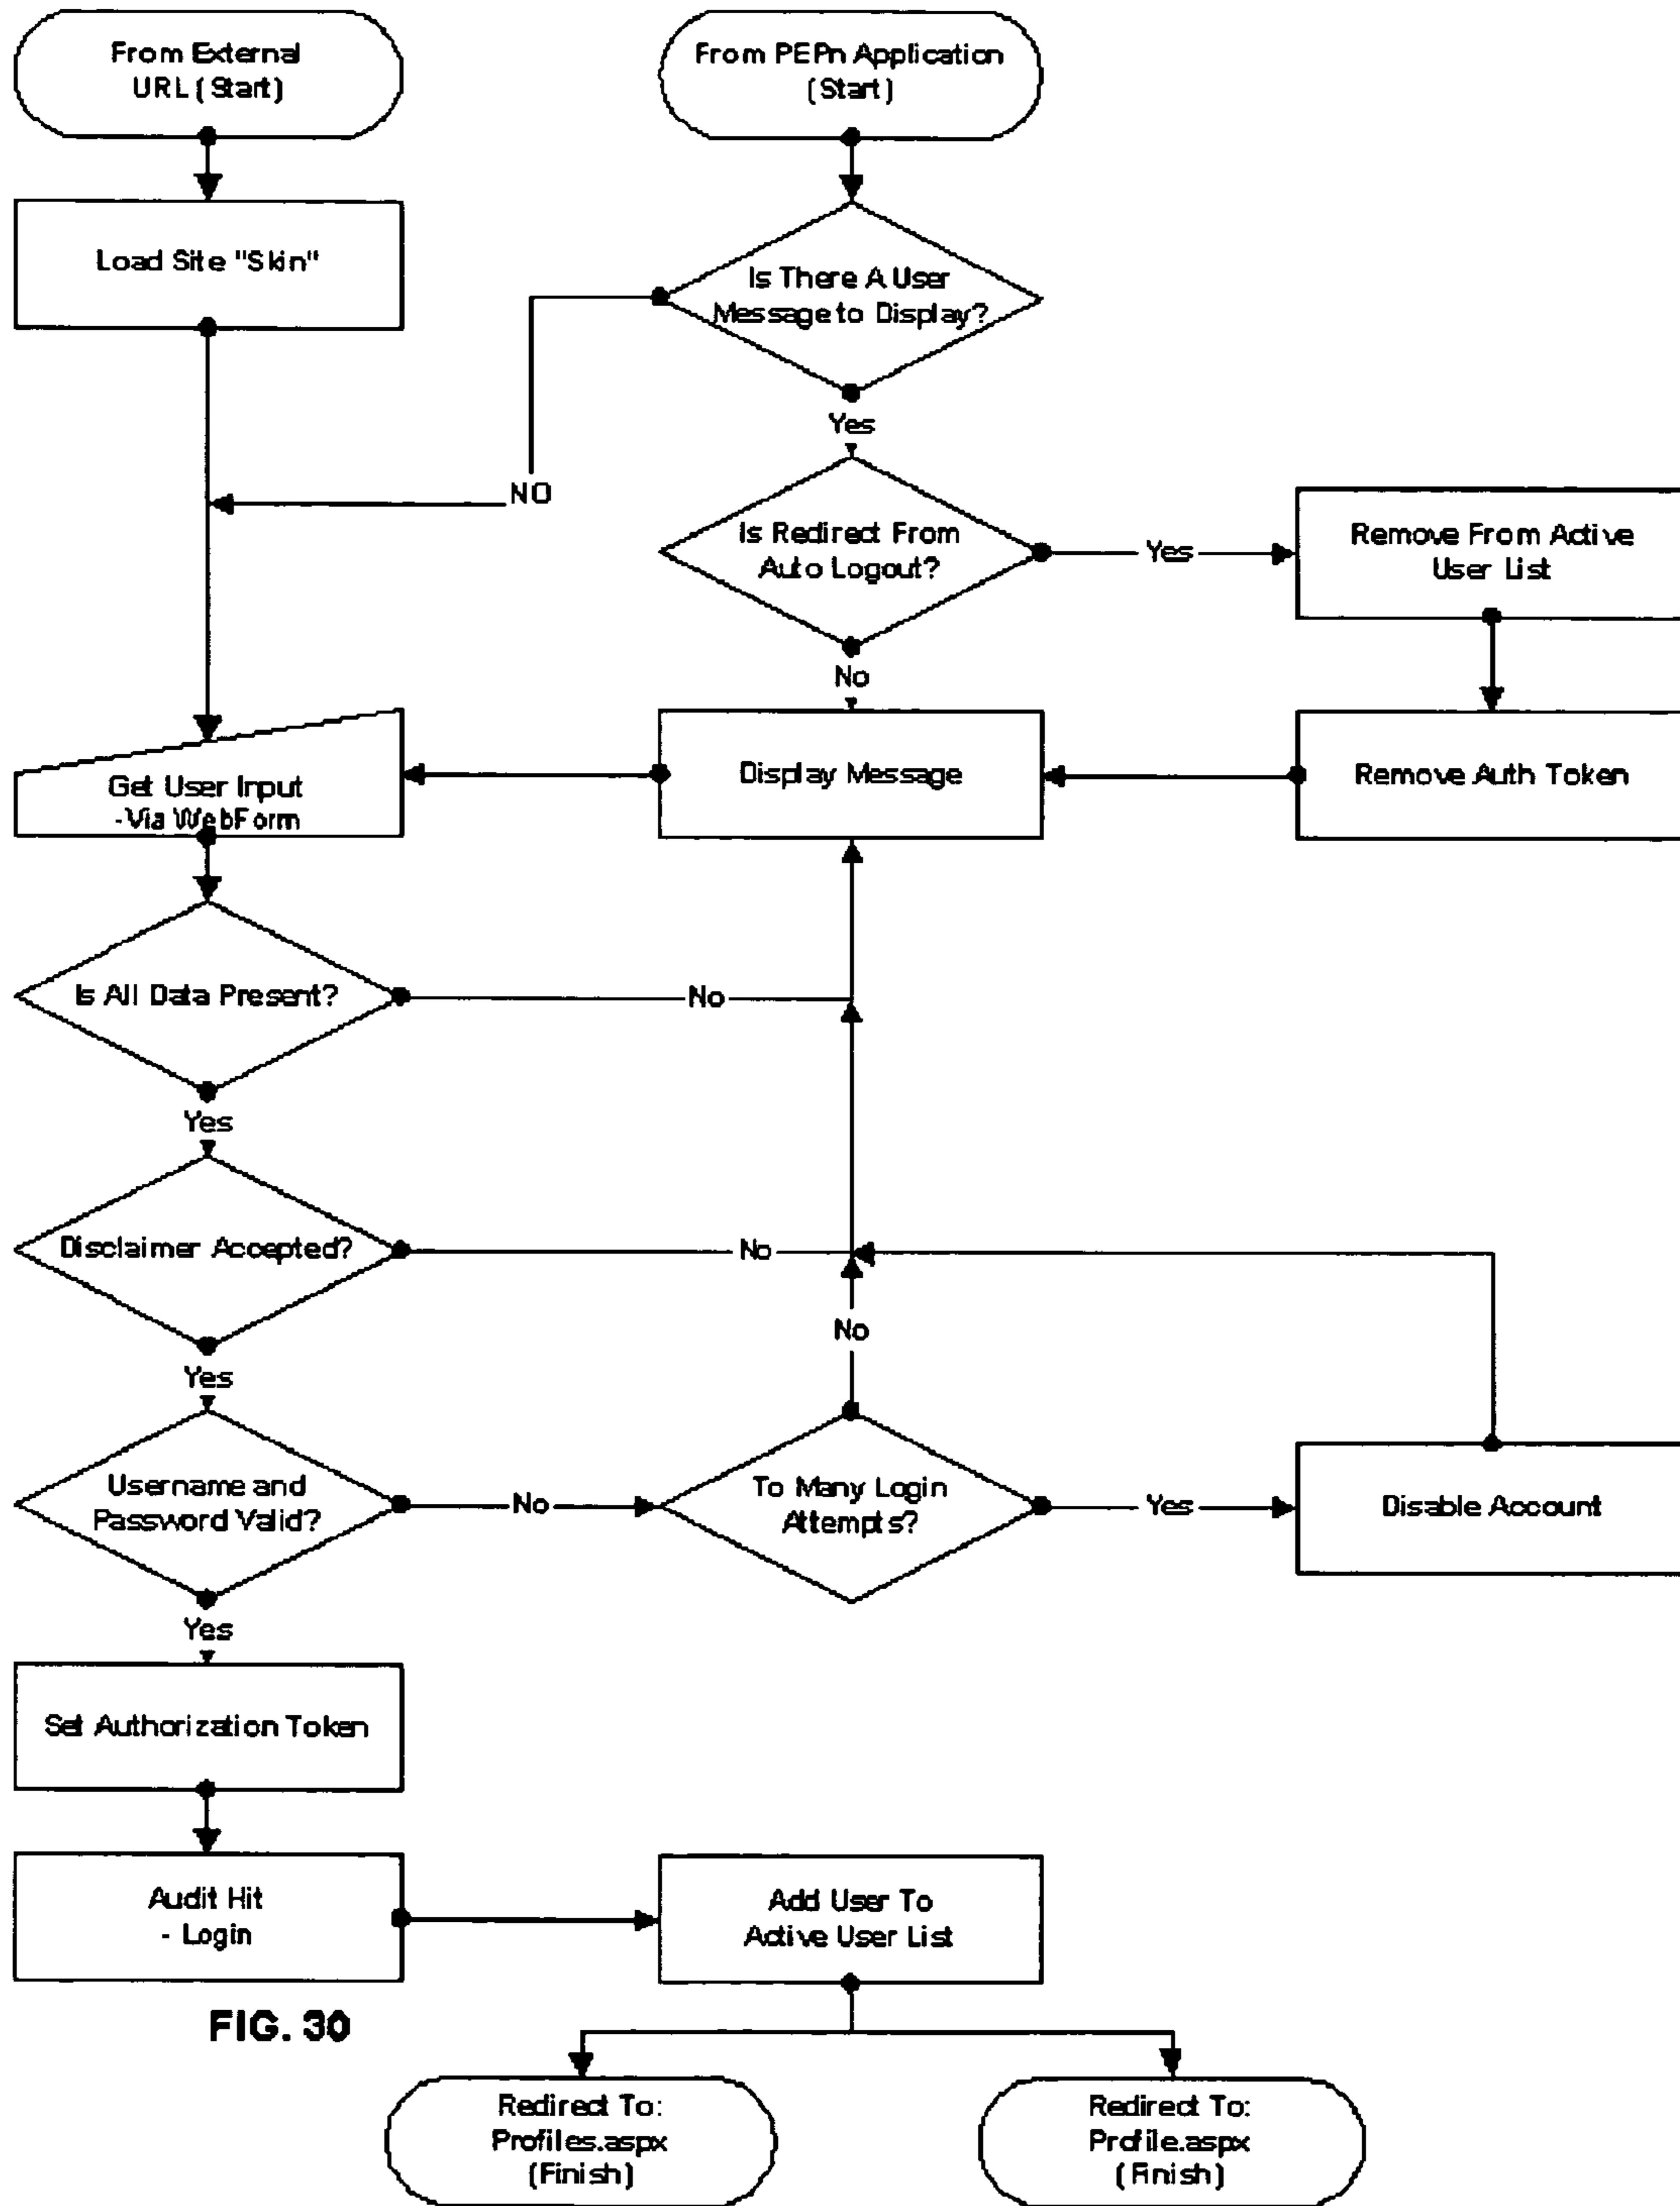 From External
URL (Start)
From PEPn Application
(Start)
Load Site "Skin"
Is There A User
Message to Display?
Yes
NO
Is Redirect From
Auto Logout?
Yes
Remove From Active
User List
No
Get User Input
-Via WebForm
Display Message
Remove Auth Token
Is All Data Present?
No
Yes
Disclaimer Accepted?
No
No
Yes
Username and
Password Valid?
No
To Many Login
Attempts?
Yes
Disable Account
Yes
Set Authorization Token
Audit Hit
- Login
Add User To
Active User List
FIG. 30
Redirect To:
Profiles.aspx
(Finish)
Redirect To:
Profile.aspx
(Finish)